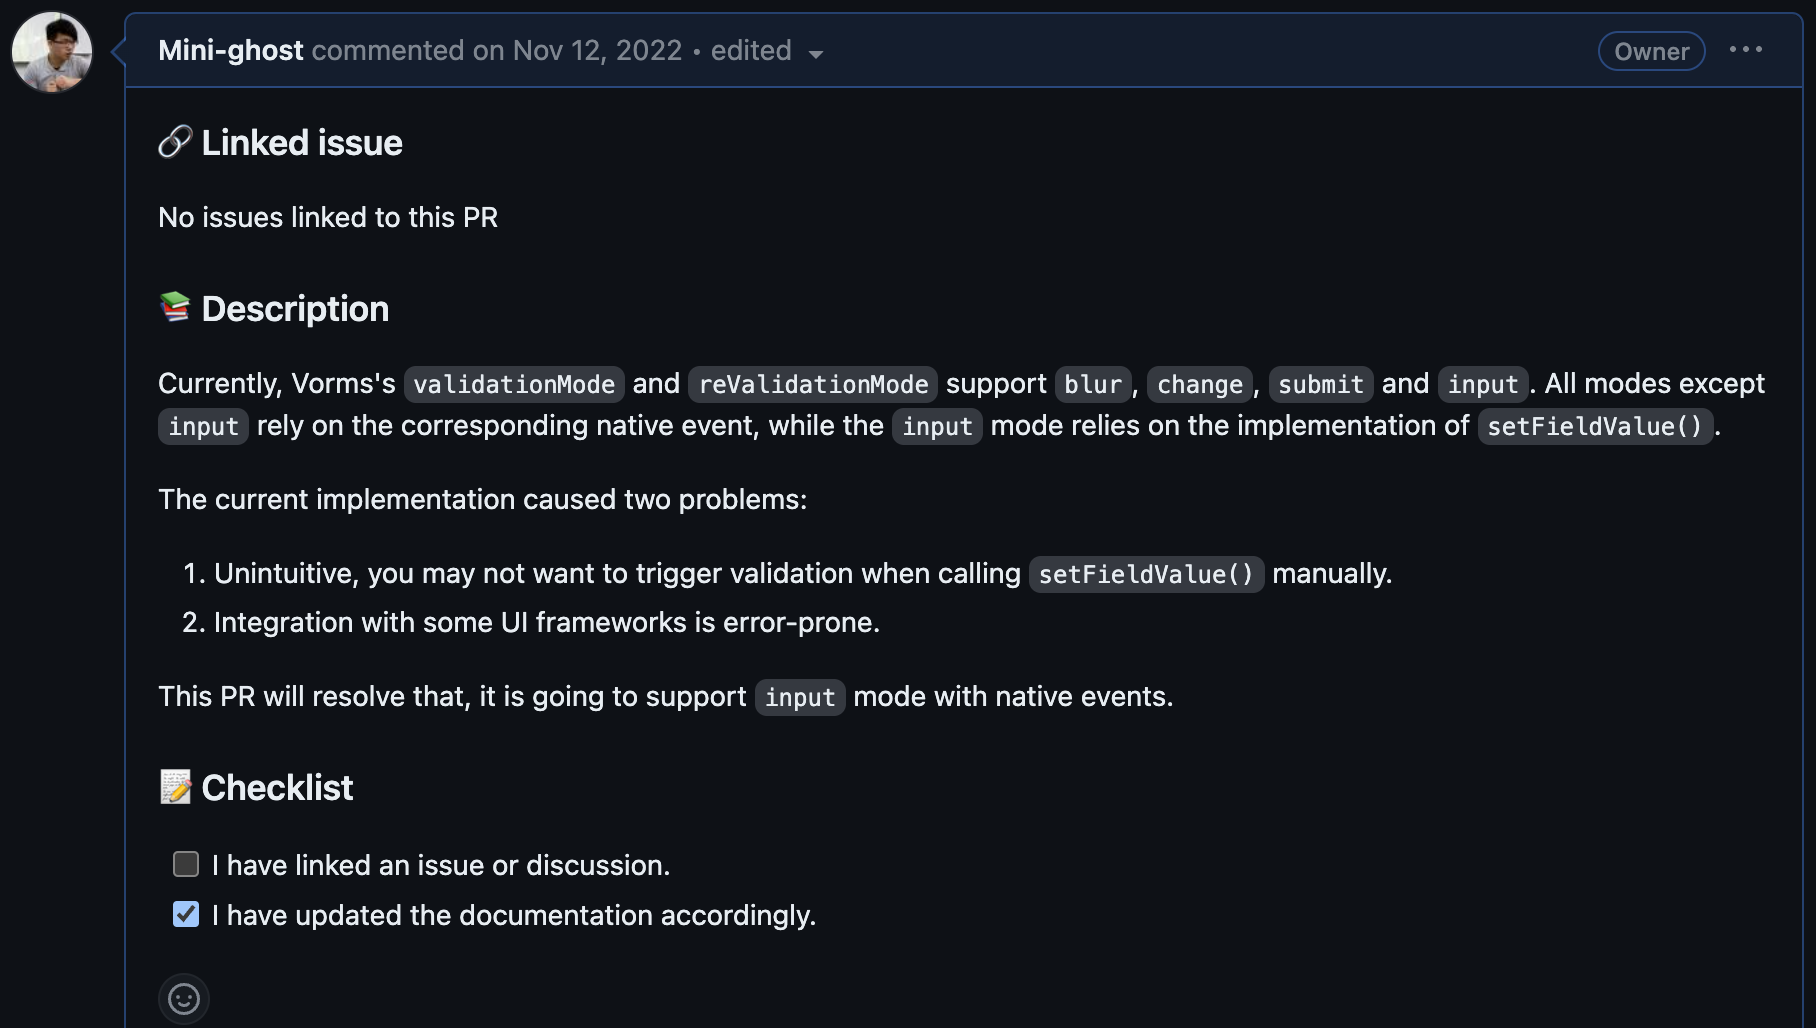 Mini-ghost commented on Nov 12, 2022 • edited
Owner
Linked issue
No issues linked to this PR
Description
Currently, Vorms's validationMode and reValidationMode support blur, change, submit and input. All modes except
input rely on the corresponding native event, while the input mode relies on the implementation of setFieldValue().
The current implementation caused two problems:
1. Unintuitive, you may not want to trigger validation when calling setFieldValue() manually.
2. Integration with some UI frameworks is error-prone.
This PR will resolve that, it is going to support input mode with native events.
Checklist
I have linked an issue or discussion.
I have updated the documentation accordingly.